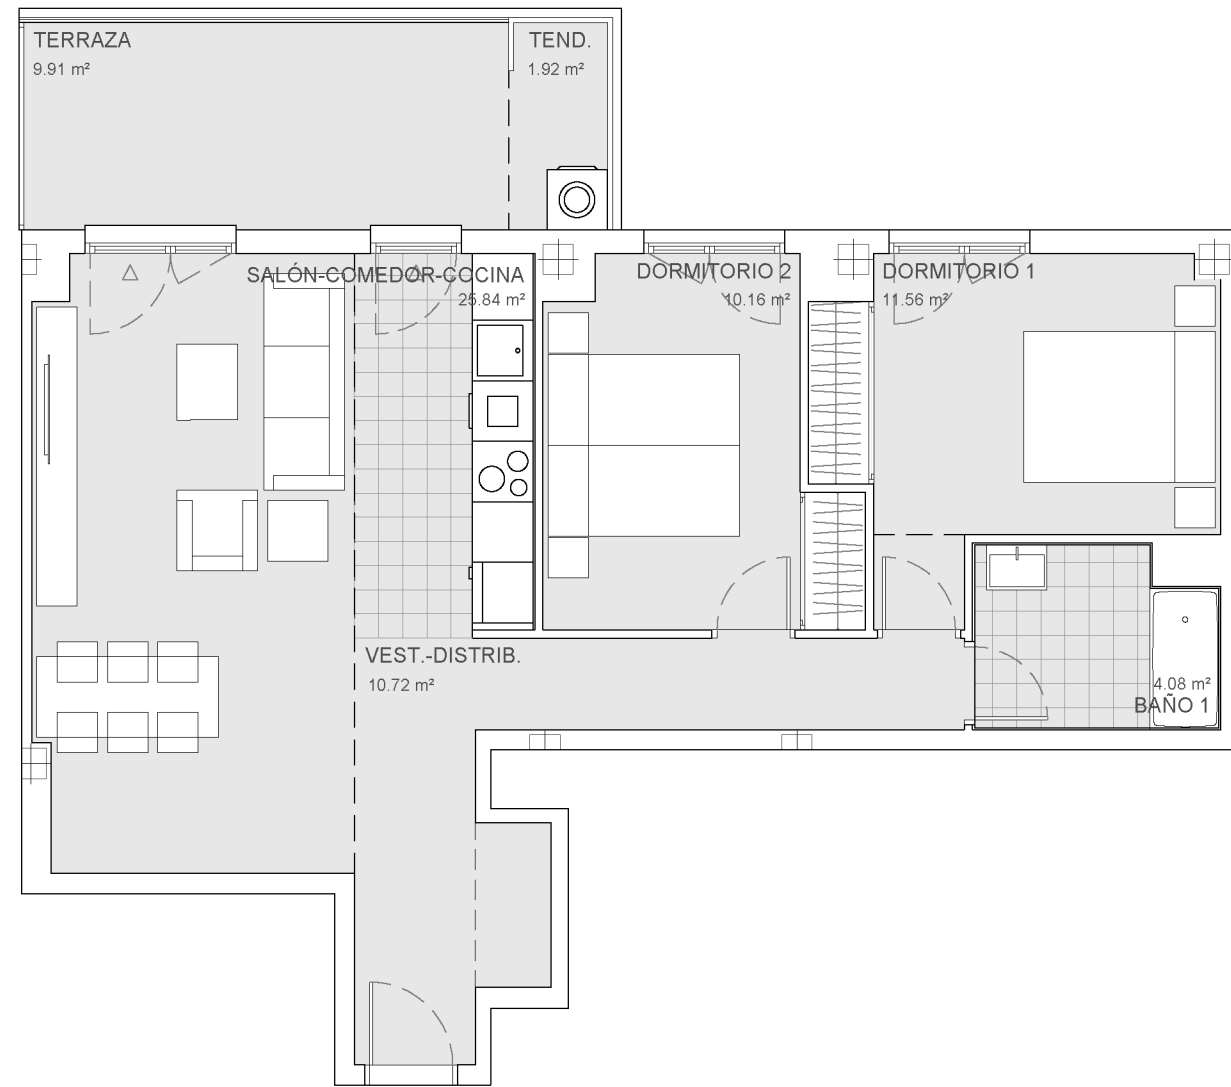 TERRAZA
9.91 m²
TEND.
1.92 m²
SALÓN-COMEDOR-COCINA
25.84 m²
DORMITORIO 2
10.16 m²
DORMITORIO 1
11.56 m²
VEST.-DISTRIB.
10.72 m²
4.08 m²
BAÑO 1